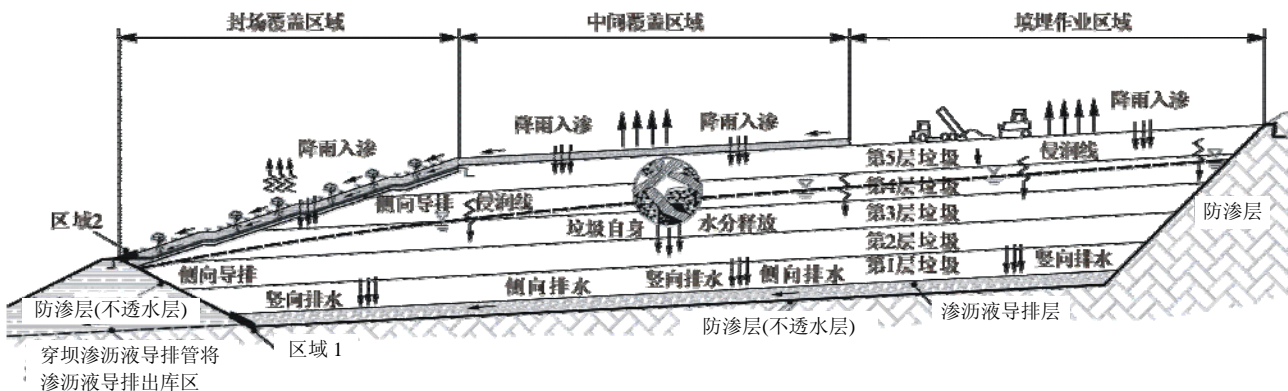 封场覆盖区域
中间覆盖区域
填埋作业区域
降雨入渗
降雨入渗
降雨入渗
降雨入渗
第5层垃圾
浸润线
侧向导排
浸润线
第4层垃圾
区域2
第3层垃圾
防渗层
垃圾自身
水分释放
第2层垃圾
侧向导排
第1层垃圾
竖向排水
竖向排水
侧向排水
竖向排水
侧向排水
防渗层(不透水层)
防渗层(不透水层)
渗沥液导排层
区域 1
穿坝渗沥液导排管将
渗沥液导排出库区